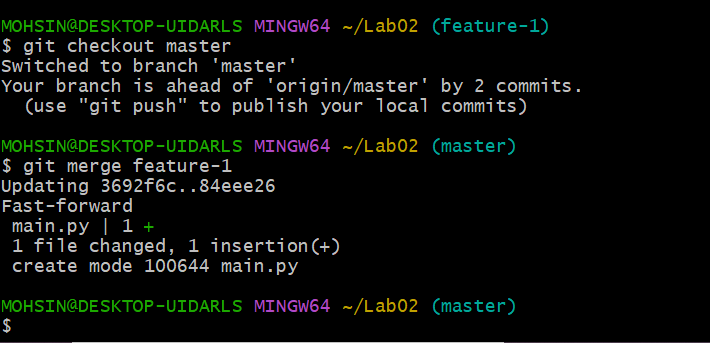 MOHSIN@DESKTOP-UIDARLS MINGW64 ~/Lab02 (feature-1)
$ git checkout master
Switched to branch 'master'
Your branch is ahead of 'origin/master' by 2 commits.
  (use "git push" to publish your local commits)
MOHSIN@DESKTOP-UIDARLS MINGW64 ~/Lab02 (master)
$ git merge feature-1
Updating 3692f6c..84eee26
Fast-forward
 main.py | 1 +
 1 file changed, 1 insertion(+)
 create mode 100644 main.py
MOHSIN@DESKTOP-UIDARLS MINGW64 ~/Lab02 (master)
$